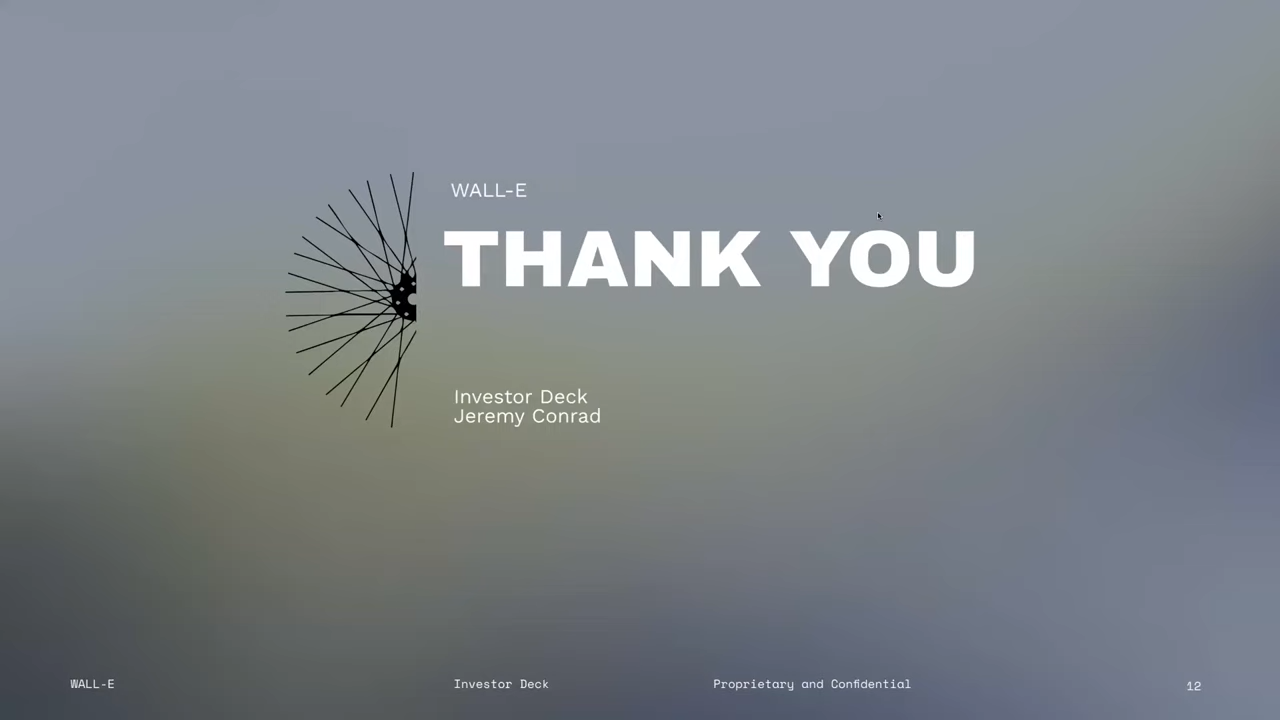 WALL-E
THANK YOU
Investor Deck
Jeremy Conrad
WALL-E
Investor Deck
Proprietary and Confidential
12